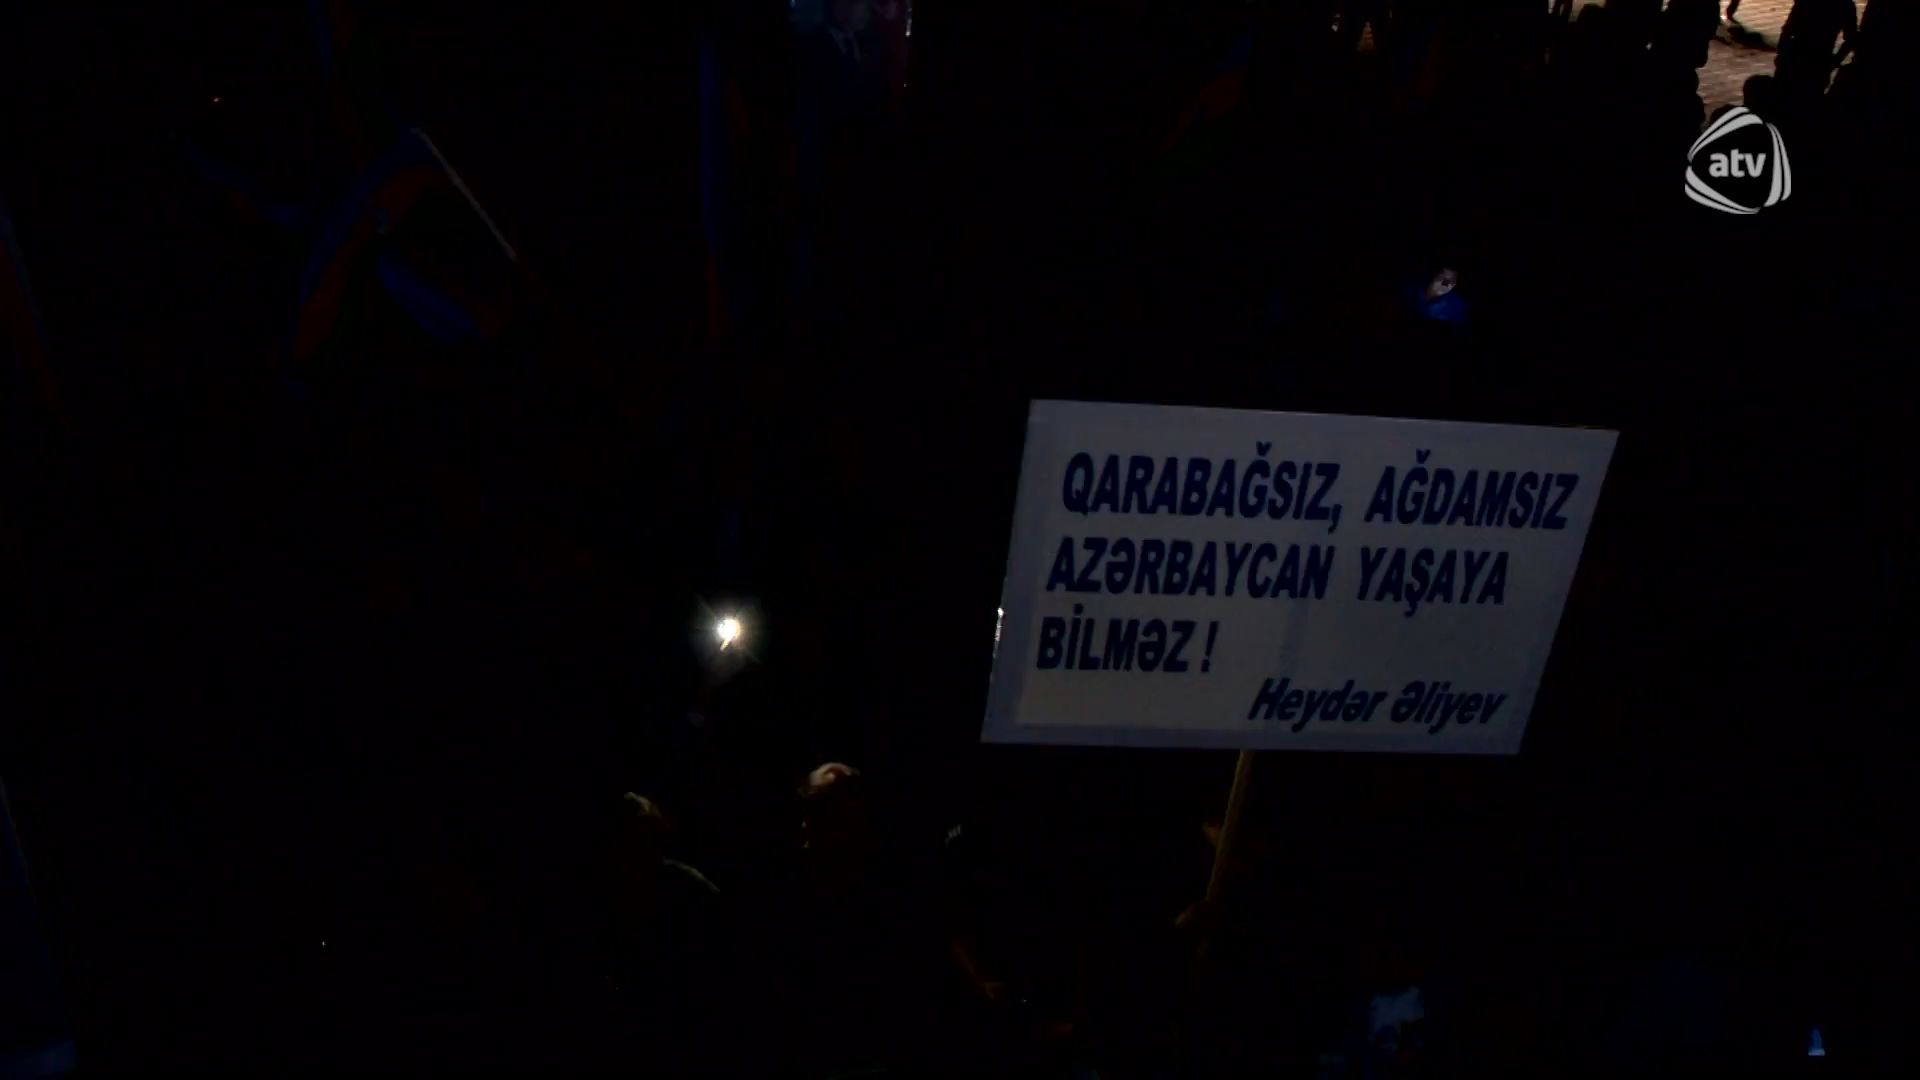 atv
QARABAĞSIZ, AĞDAMSIZ
AZƏRBAYCAN YAŞAYA
BİLMƏZ !
Heydər Əliyev